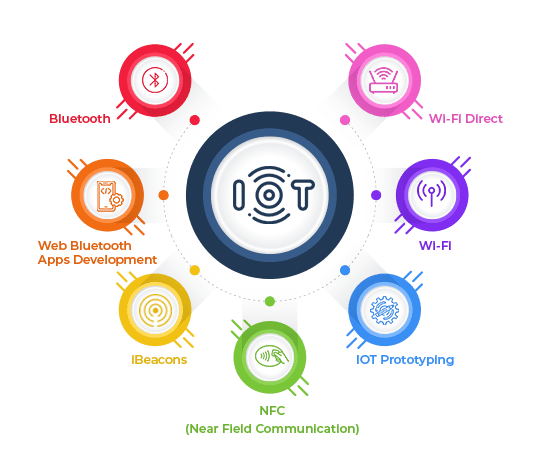 Bluetooth
Wi-Fi Direct
IOT
Web Bluetooth
Apps Development
Wi-Fi
iBeacons
IOT Prototyping
NFC
(Near Field Communication)